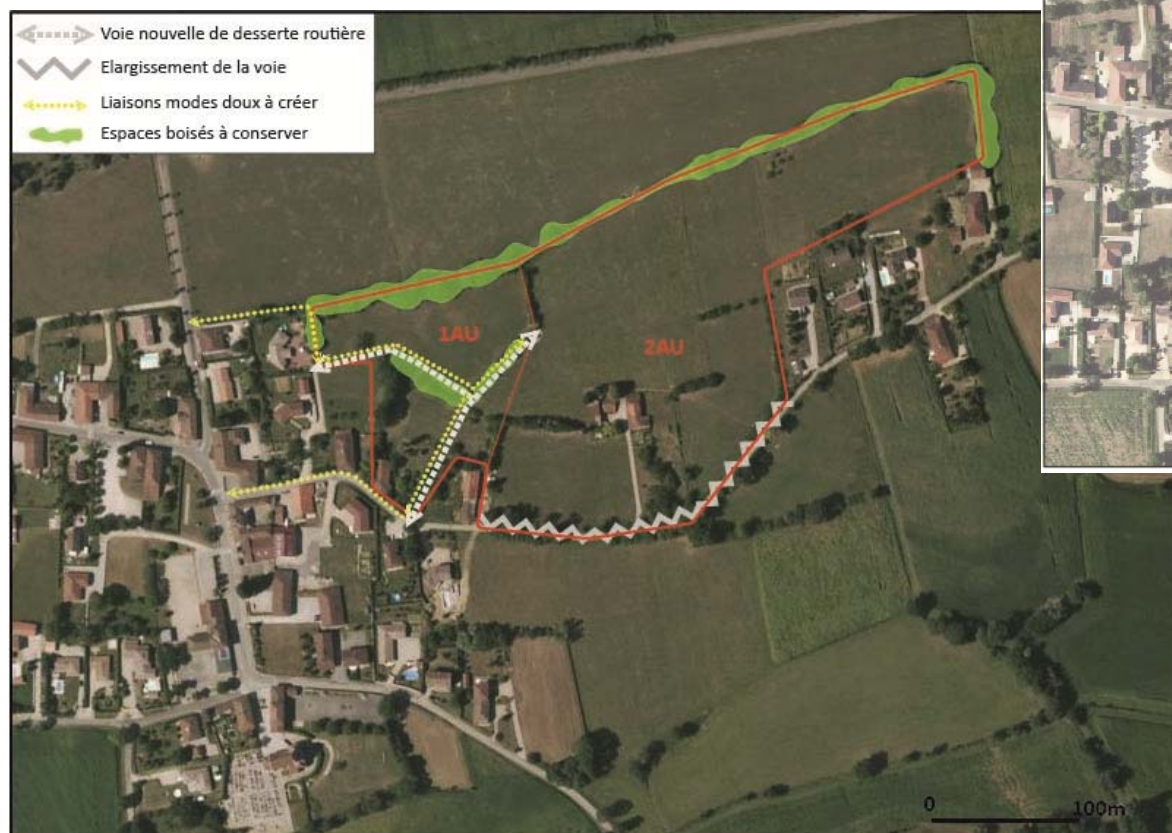 Voie nouvelle de desserte routière
Elargissement de la voie
Liaisons modes doux à créer
Espaces boisés à conserver
1AU
2AU
0 100m